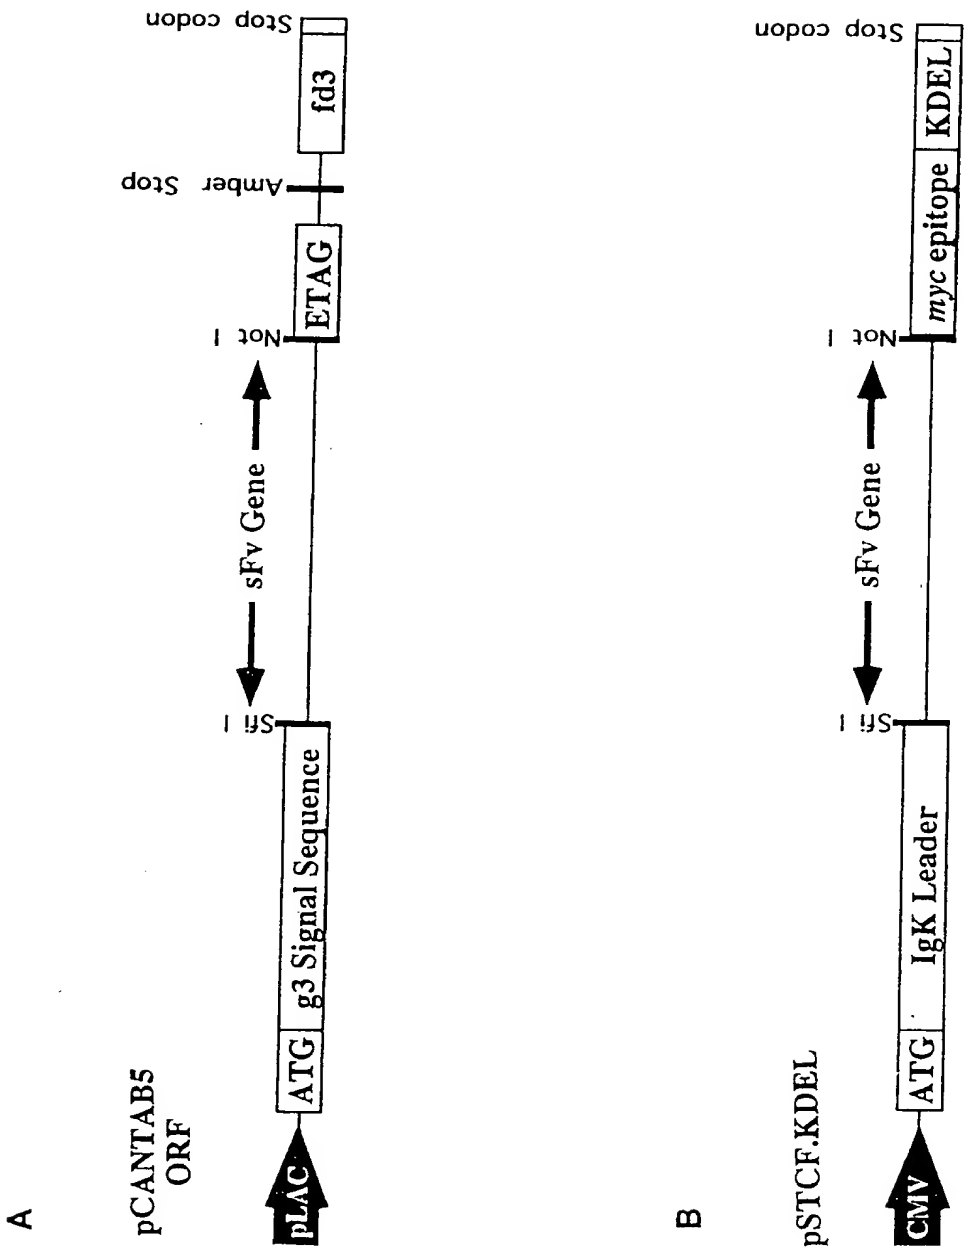 A
pCANTAB5
ORF
pLAC
ATG
g3 Signal Sequence
Sfi I
sFv Gene
Not I
ETAG
Amber Stop
fd3
Stop codon
B
pSTCF.KDEL
CMV
ATG
IgK Leader
Sfi I
sFv Gene
Not I
myc epitope
KDEL
Stop codon